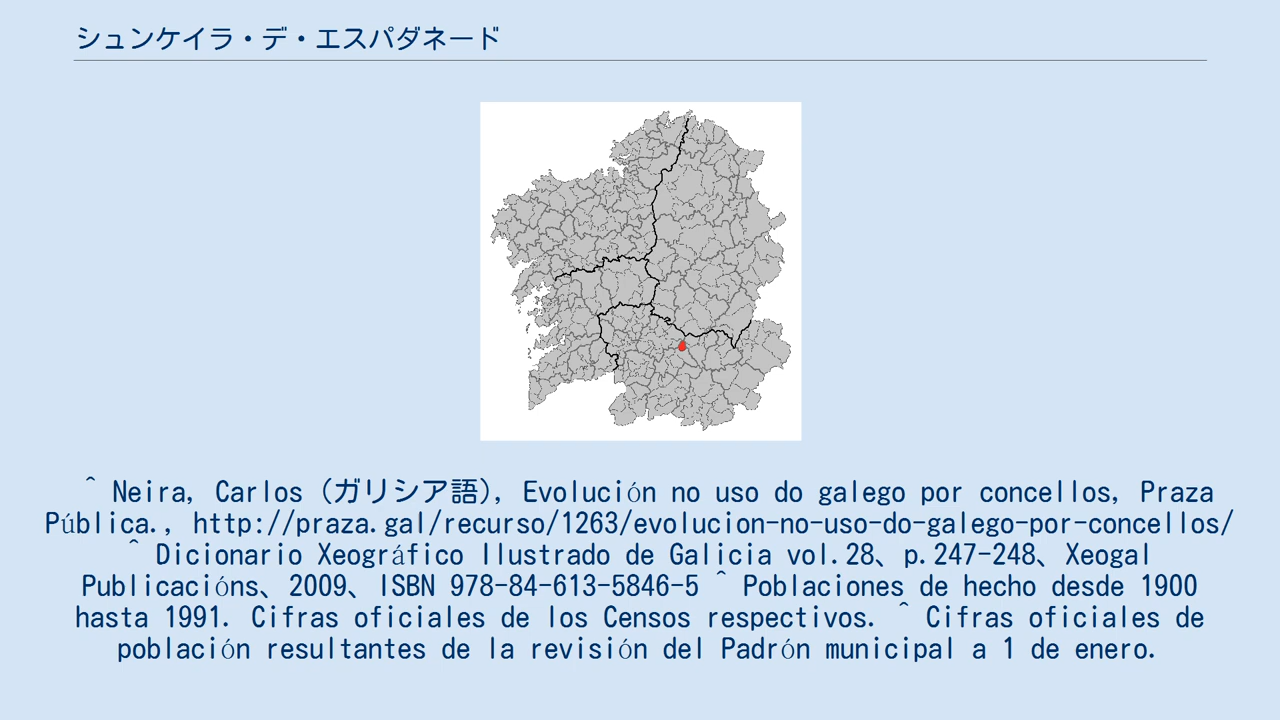 シュンケイラ・デ・エスパダネード
^ Neira, Carlos (ガリシア語), Evolución no uso do galego por concellos, Praza
Pública., http://praza.gal/recurso/1263/evolucion-no-uso-do-galego-por-concellos/
^ Dicionario Xeográfico Ilustrado de Galicia vol.28、p.247-248、Xeogal
Publicacións、2009、ISBN 978-84-613-5846-5 ^ Poblaciones de hecho desde 1900
hasta 1991. Cifras oficiales de los Censos respectivos. ^ Cifras oficiales de
población resultantes de la revisión del Padrón municipal a 1 de enero.